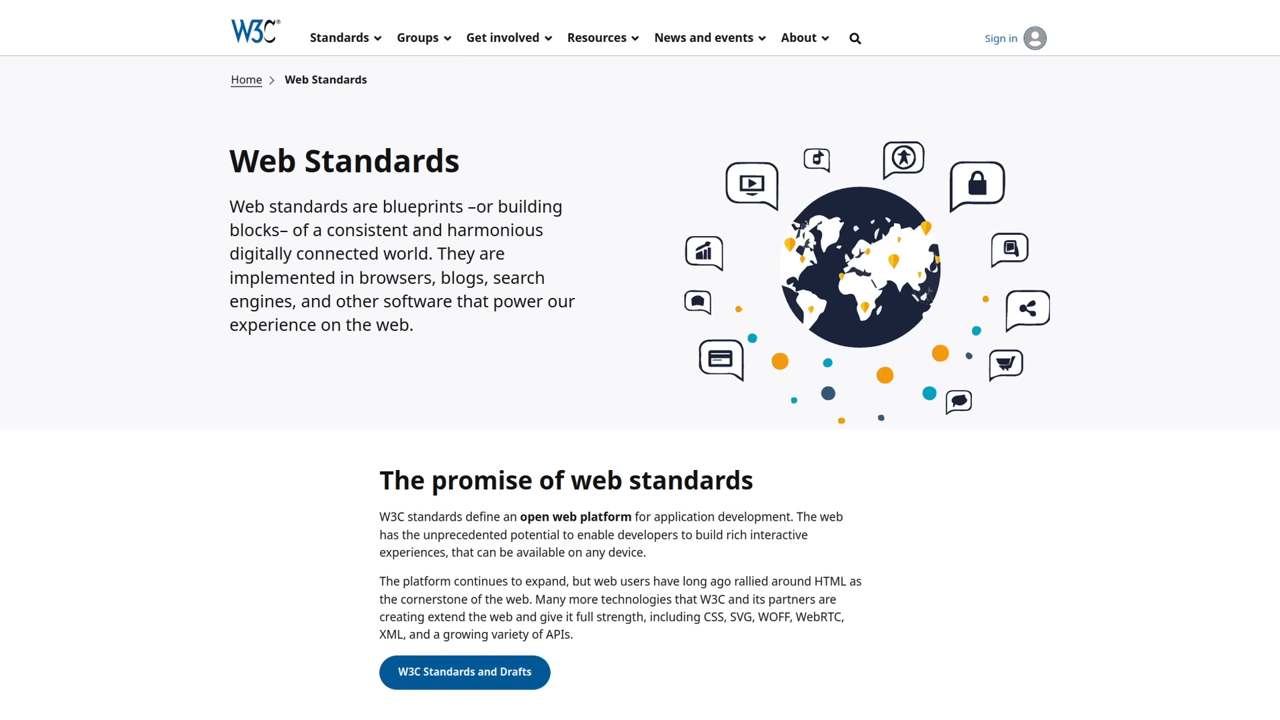 W3C®
Standards
Groups
Get involved
Resources
News and events
About
Sign in
Home
Web Standards
Web Standards
Web standards are blueprints –or building
blocks– of a consistent and harmonious
digitally connected world. They are
implemented in browsers, blogs, search
engines, and other software that power our
experience on the web.
The promise of web standards
W3C standards define an open web platform for application development. The web
has the unprecedented potential to enable developers to build rich interactive
experiences, that can be available on any device.
The platform continues to expand, but web users have long ago rallied around HTML as
the cornerstone of the web. Many more technologies that W3C and its partners are
creating extend the web and give it full strength, including CSS, SVG, WOFF, WebRTC,
XML, and a growing variety of APIs.
W3C Standards and Drafts